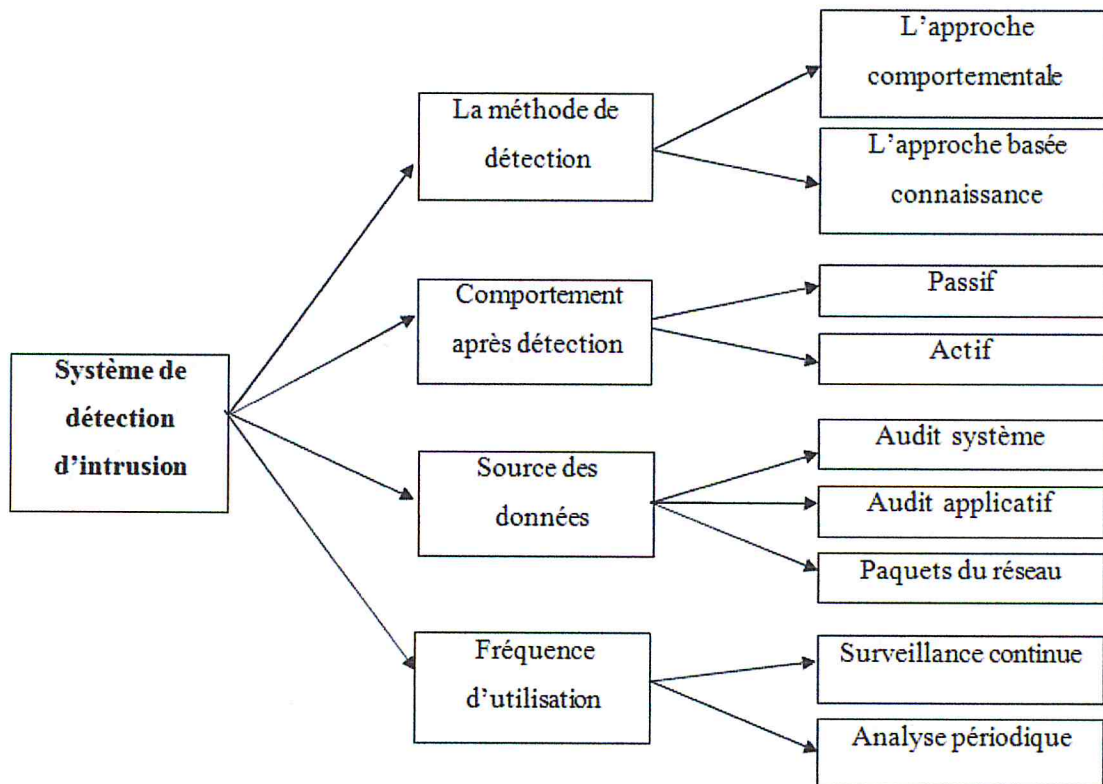 L'approche
comportementale
La méthode de
détection
L'approche basée
connaissance
Comportement
après détection
Passif
Actif
Système de
détection
d'intrusion
Source des
données
Audit système
Audit applicatif
Paquets du réseau
Fréquence
d'utilisation
Surveillance continue
Analyse périodique